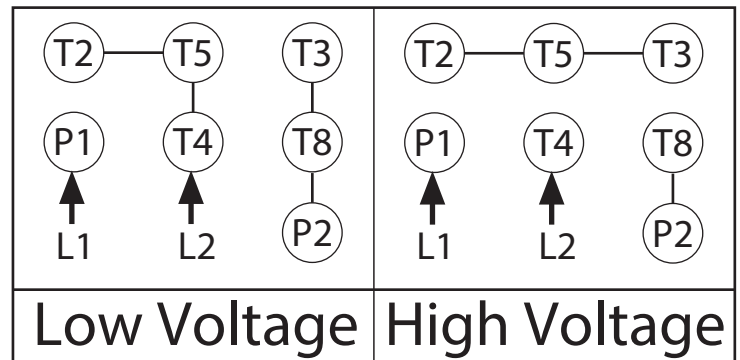 T2 T5 T3 T2 T5 T3
P1 T4 T8 P1 T4 T8
L1 L2 P2 L1 L2 P2
Low Voltage High Voltage